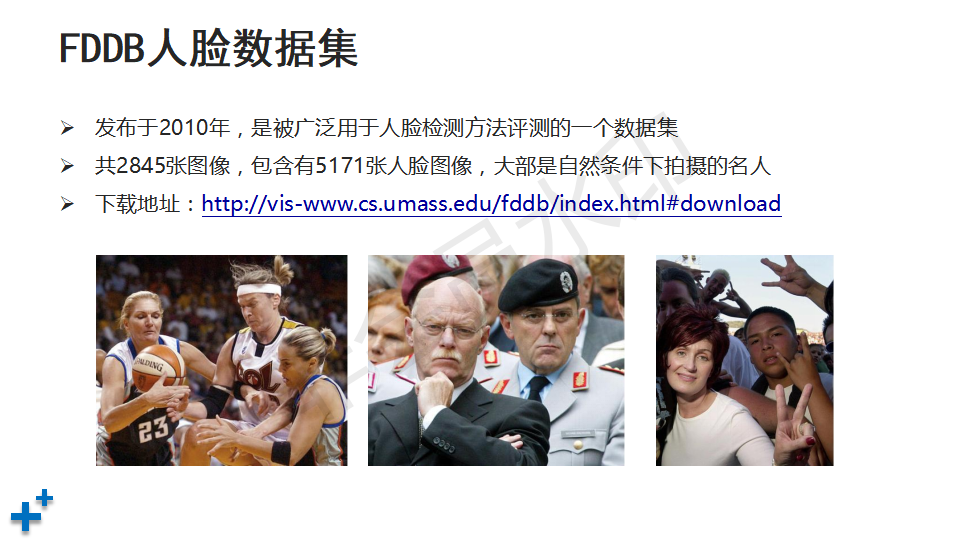 FDDB人脸数据集
发布于2010年，是被广泛用于人脸检测方法评测的一个数据集
共2845张图像，包含有5171张人脸图像，大部是自然条件下拍摄的名人
下载地址：http://vis-www.cs.umass.edu/fddb/index.html#download
SPALDING
23
SOL